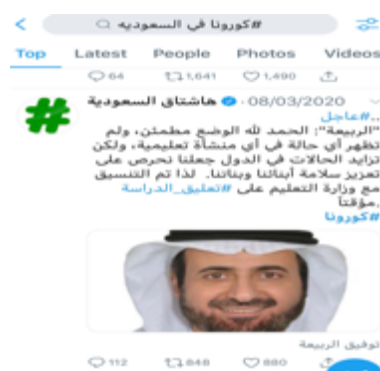 #كورونا في السعوديه
Top Latest People Photos Videos
64 1,641 1,490
هاشتاق السعودية · 08/03/2020
#عاجل..
"الربيعة": الحمد لله الوضع مطمئن، ولم
تظهر أي حالة في أي منشأة تعليمية، ولكن
تزايد الحالات في الدول جعلنا نحرص على
تعزيز سلامة أبنائنا وبناتنا. لذا تم التنسيق
مع وزارة التعليم على #تعليق_الدراسة
مؤقتاً.
#كورونا
توفيق الربيعة
112 848 880